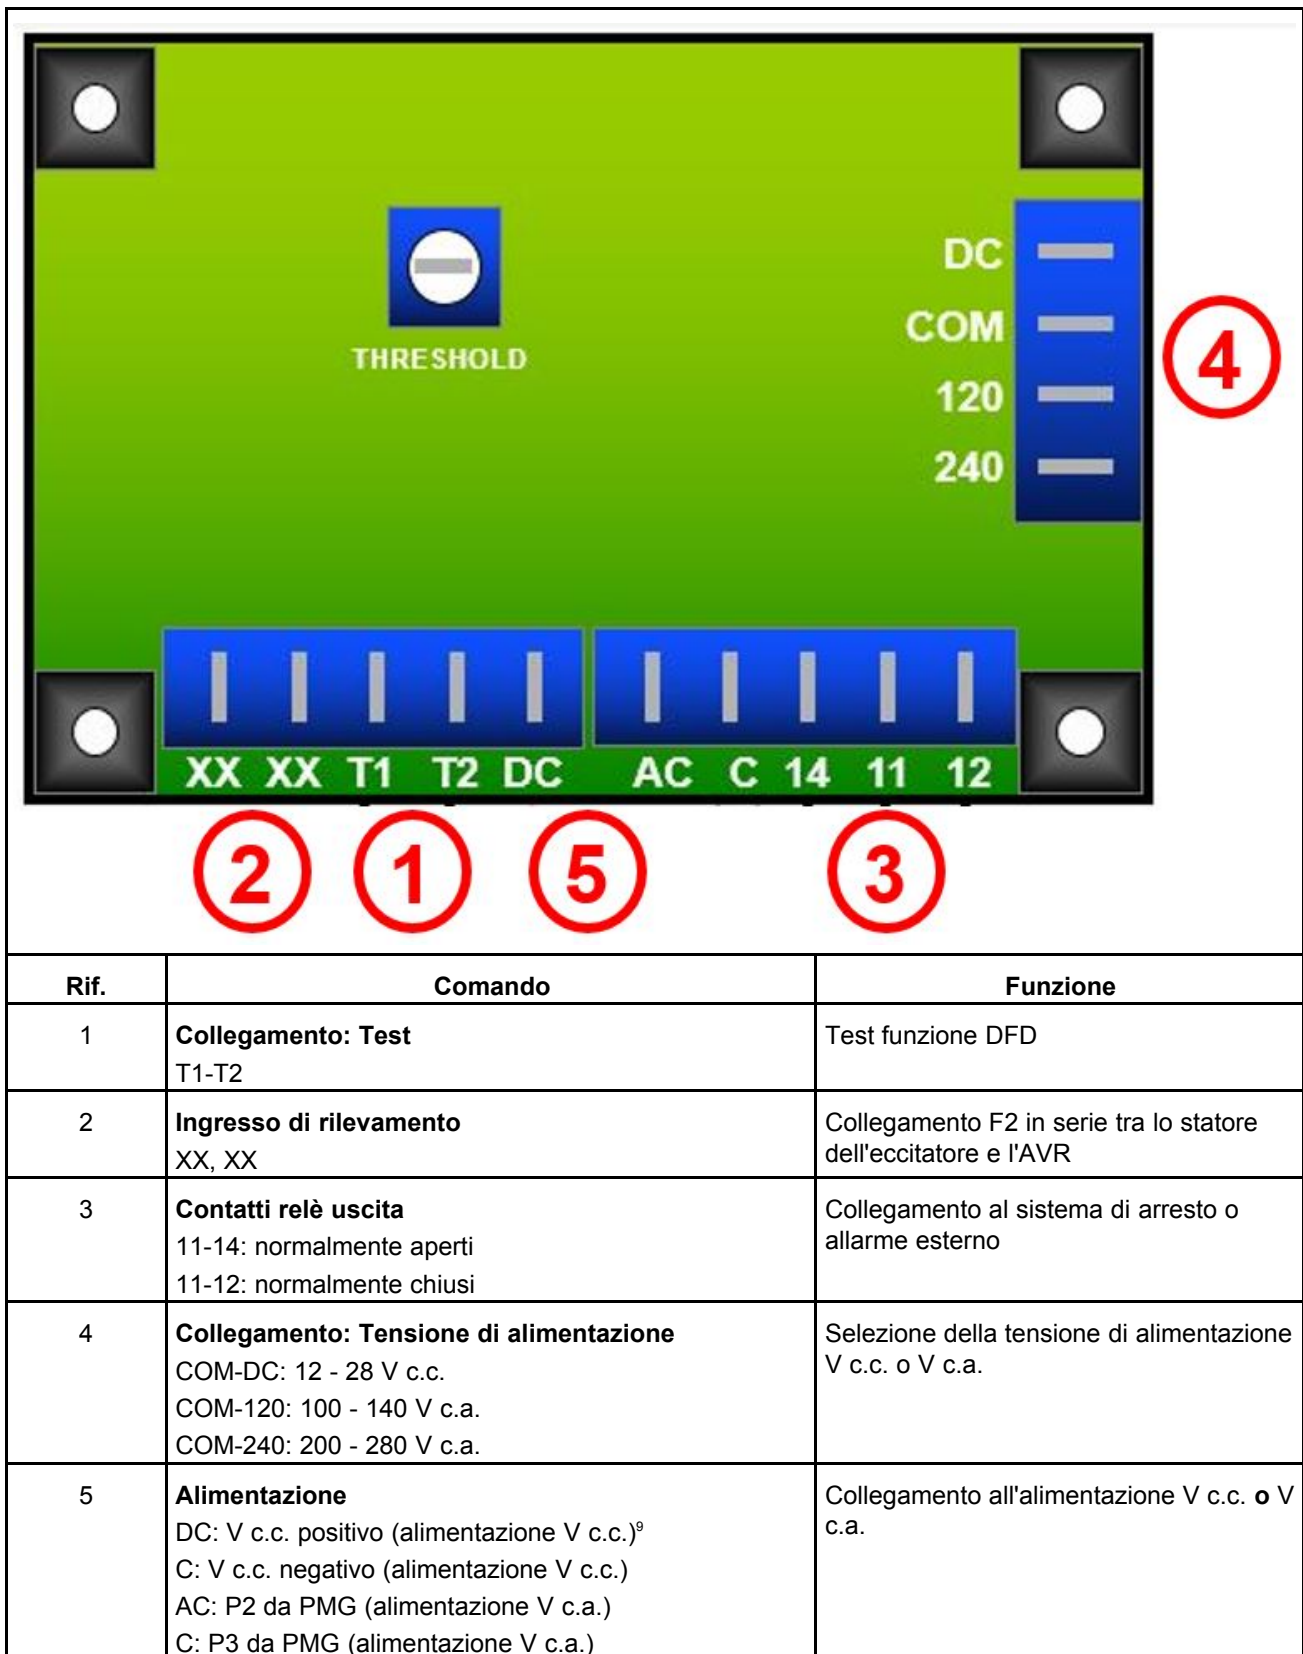 DC
COM
120
240
4
THRESHOLD
XX XX T1 T2 DC AC C 14 11 12
2 1 5 3
Rif. Comando Funzione
1 Collegamento: Test Test funzione DFD
T1-T2
2 Ingresso di rilevamento Collegamento F2 in serie tra lo statore
XX, XX dell'eccitatore e l'AVR
3 Contatti relè uscita Collegamento al sistema di arresto o
11-14: normalmente aperti allarme esterno
11-12: normalmente chiusi
4 Collegamento: Tensione di alimentazione Selezione della tensione di alimentazione
COM-DC: 12 - 28 V c.c. V c.c. o V c.a.
COM-120: 100 - 140 V c.a.
COM-240: 200 - 280 V c.a.
5 Alimentazione Collegamento all'alimentazione V c.c. o V
DC: V c.c. positivo (alimentazione V c.c.)⁹ c.a.
C: V c.c. negativo (alimentazione V c.c.)
AC: P2 da PMG (alimentazione V c.a.)
C: P3 da PMG (alimentazione V c.a.)